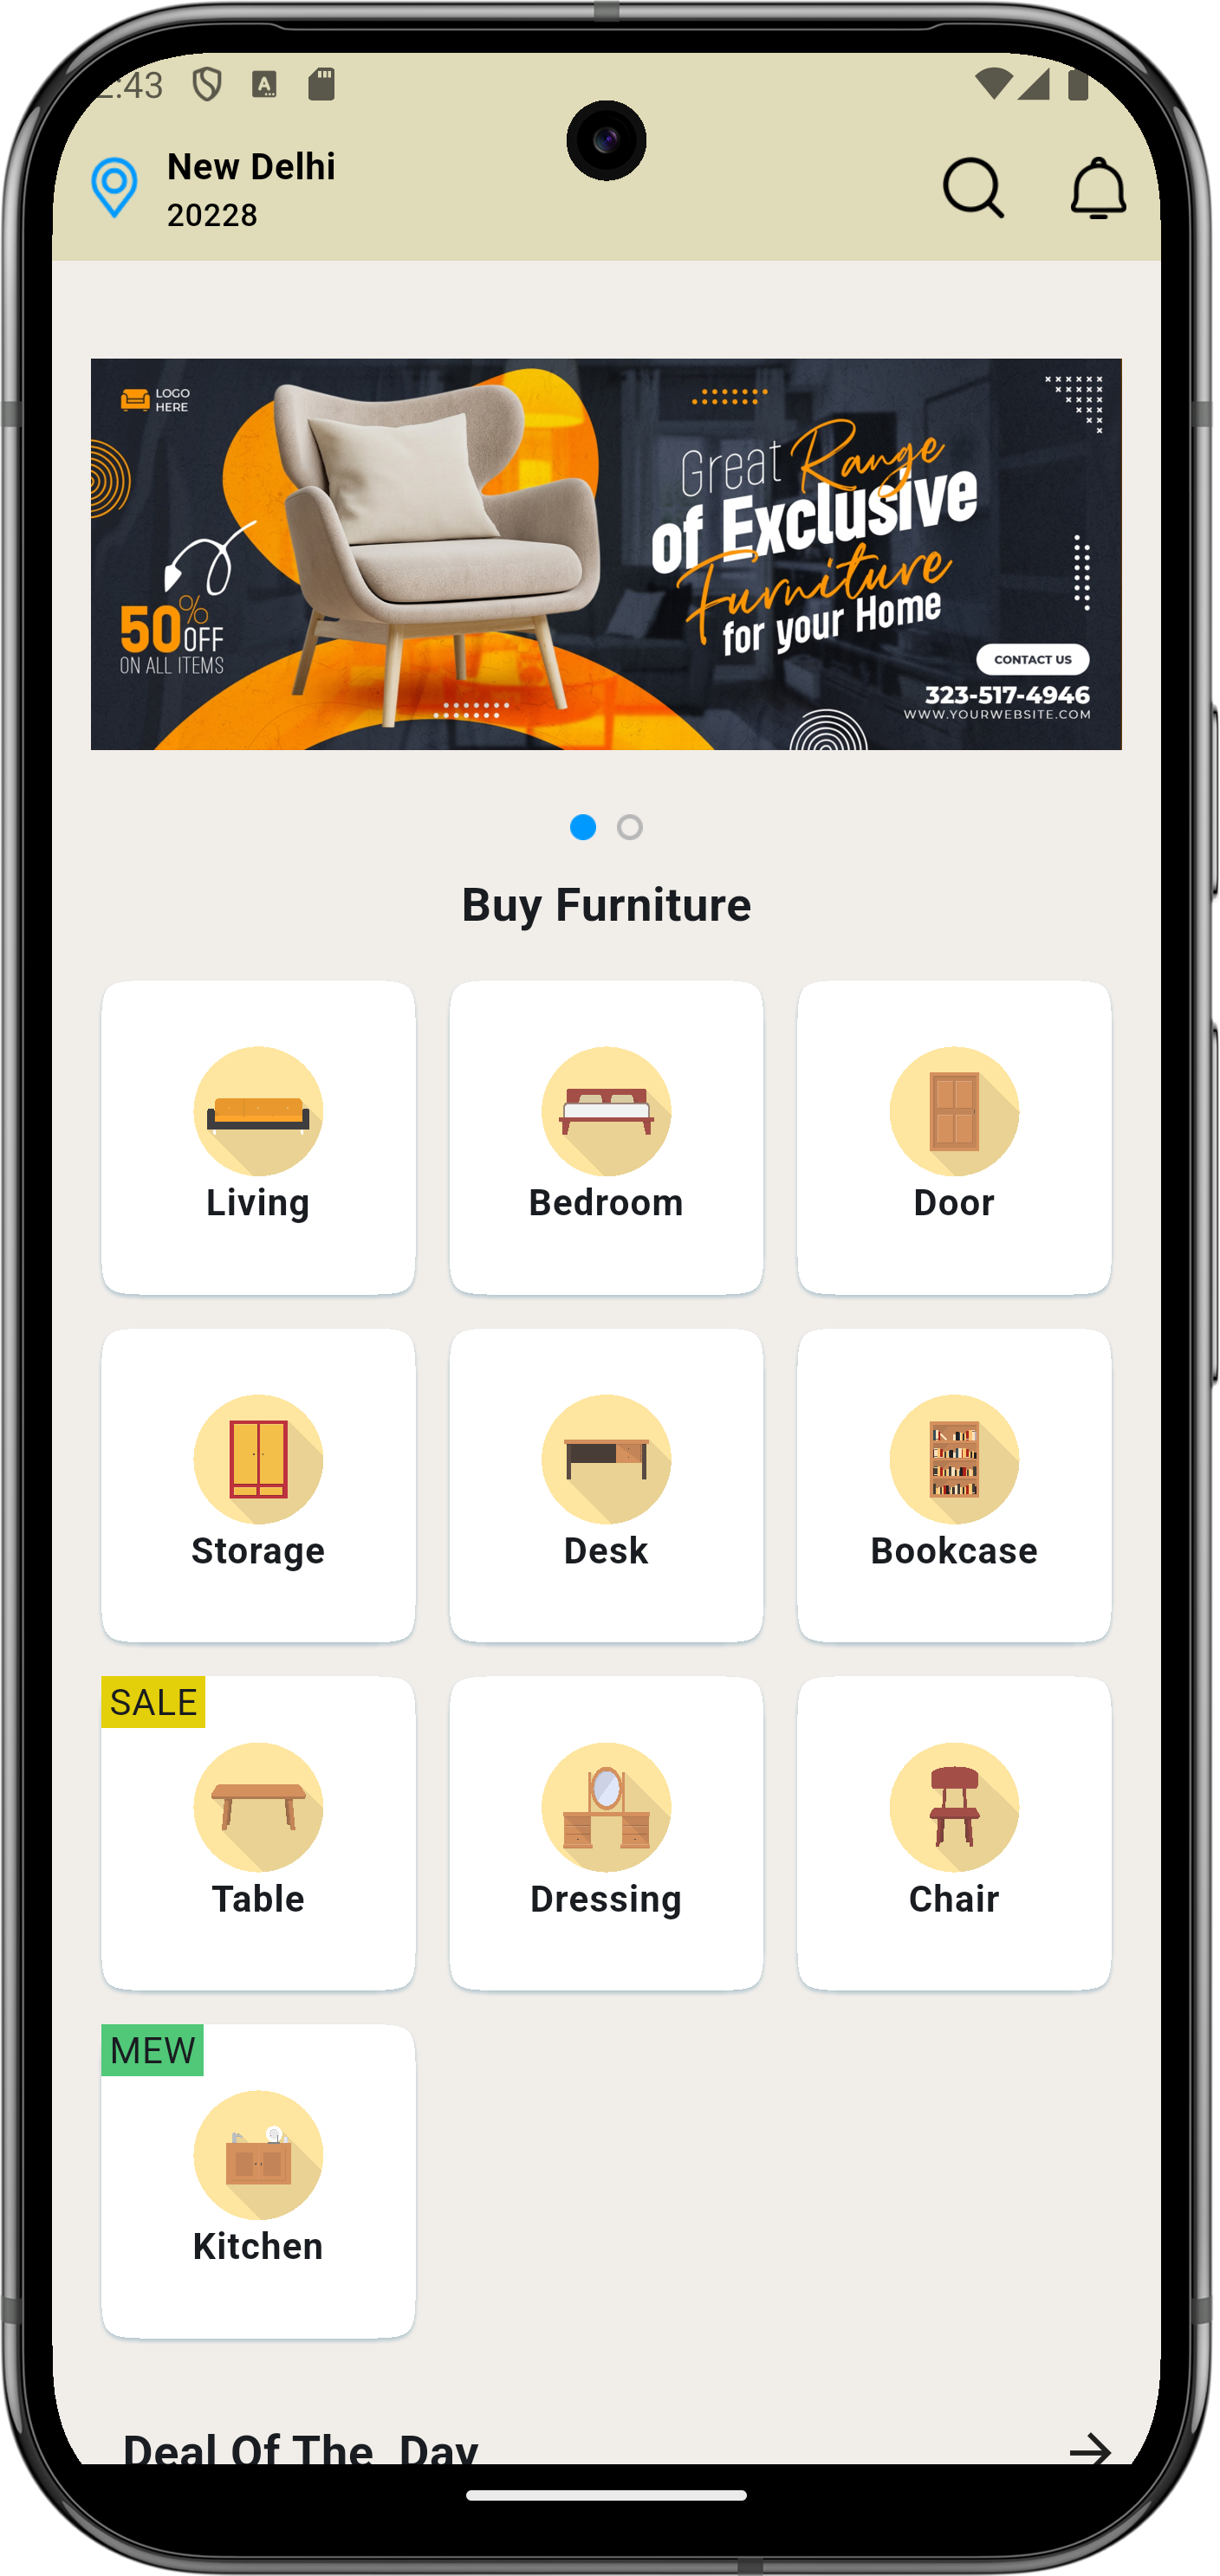 :43
New Delhi
20228
LOGO
HERE
Great Range
of Exclusive
Furniture
for your Home
50%
OFF
ON ALL ITEMS
CONTACT US
323-517-4946
WWW.YOURWEBSITE.COM
Buy Furniture
Living
Bedroom
Door
Storage
Desk
Bookcase
SALE
Table
Dressing
Chair
MEW
Kitchen
Deal Of The Day